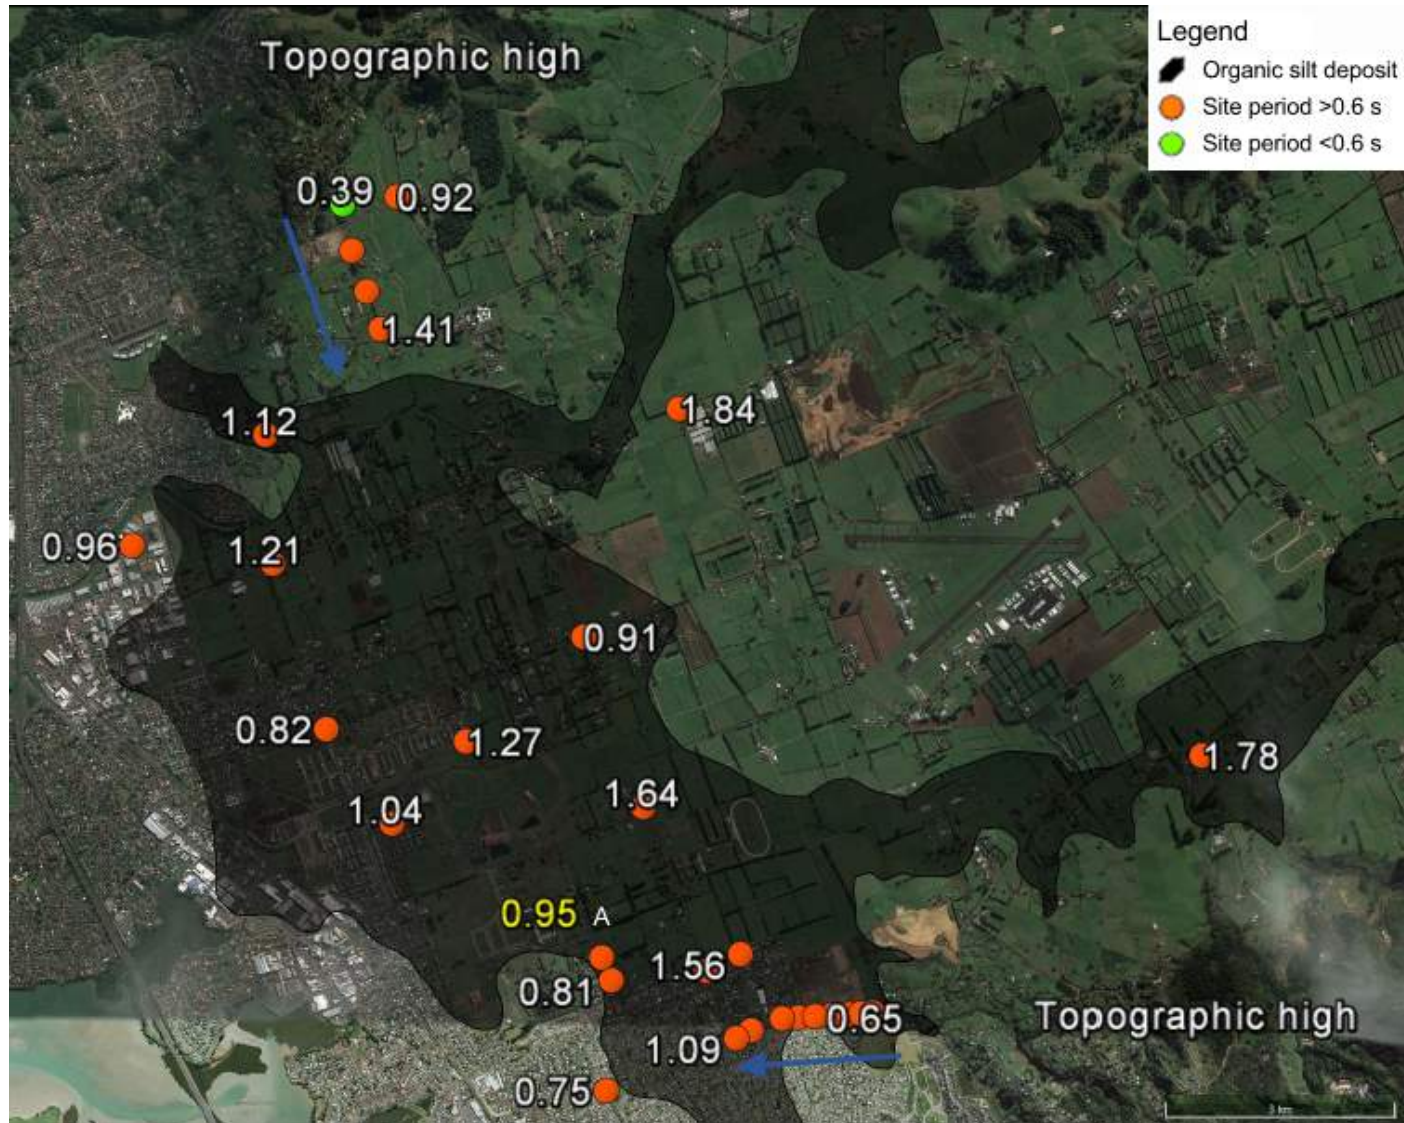 Legend
Organic silt deposit
Site period >0.6 s
Site period <0.6 s
Topographic high
0.39
0.92
1.41
1.12
1.84
0.96
1.21
0.91
0.82
1.27
1.78
1.04
1.64
0.95 A
1.56
0.81
0.65
Topographic high
1.09
0.75
3 km